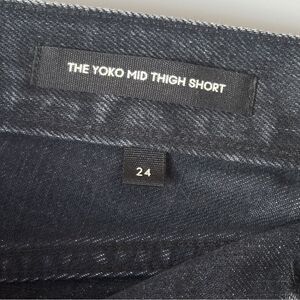 THE YOKO MID THIGH SHORT
24